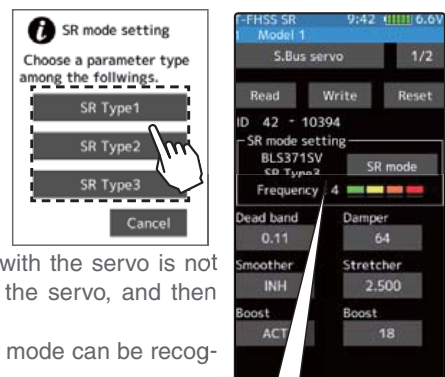 SR mode setting
Choose a parameter type
among the follwings.
SR Type1
SR Type2
SR Type3
Cancel
with the servo is not
the servo, and then
mode can be recog-
T-FHSS SR 9:42 6.6V
1 Model 1
S.Bus servo 1/2
Read Write Reset
ID 42 - 10394
SR mode setting
BLS371SV
SR Type3
SR mode
Frequency 4
Dead band Damper
0.11 64
Smoother Stretcher
INH 2.500
Boost Boost
ACT 18